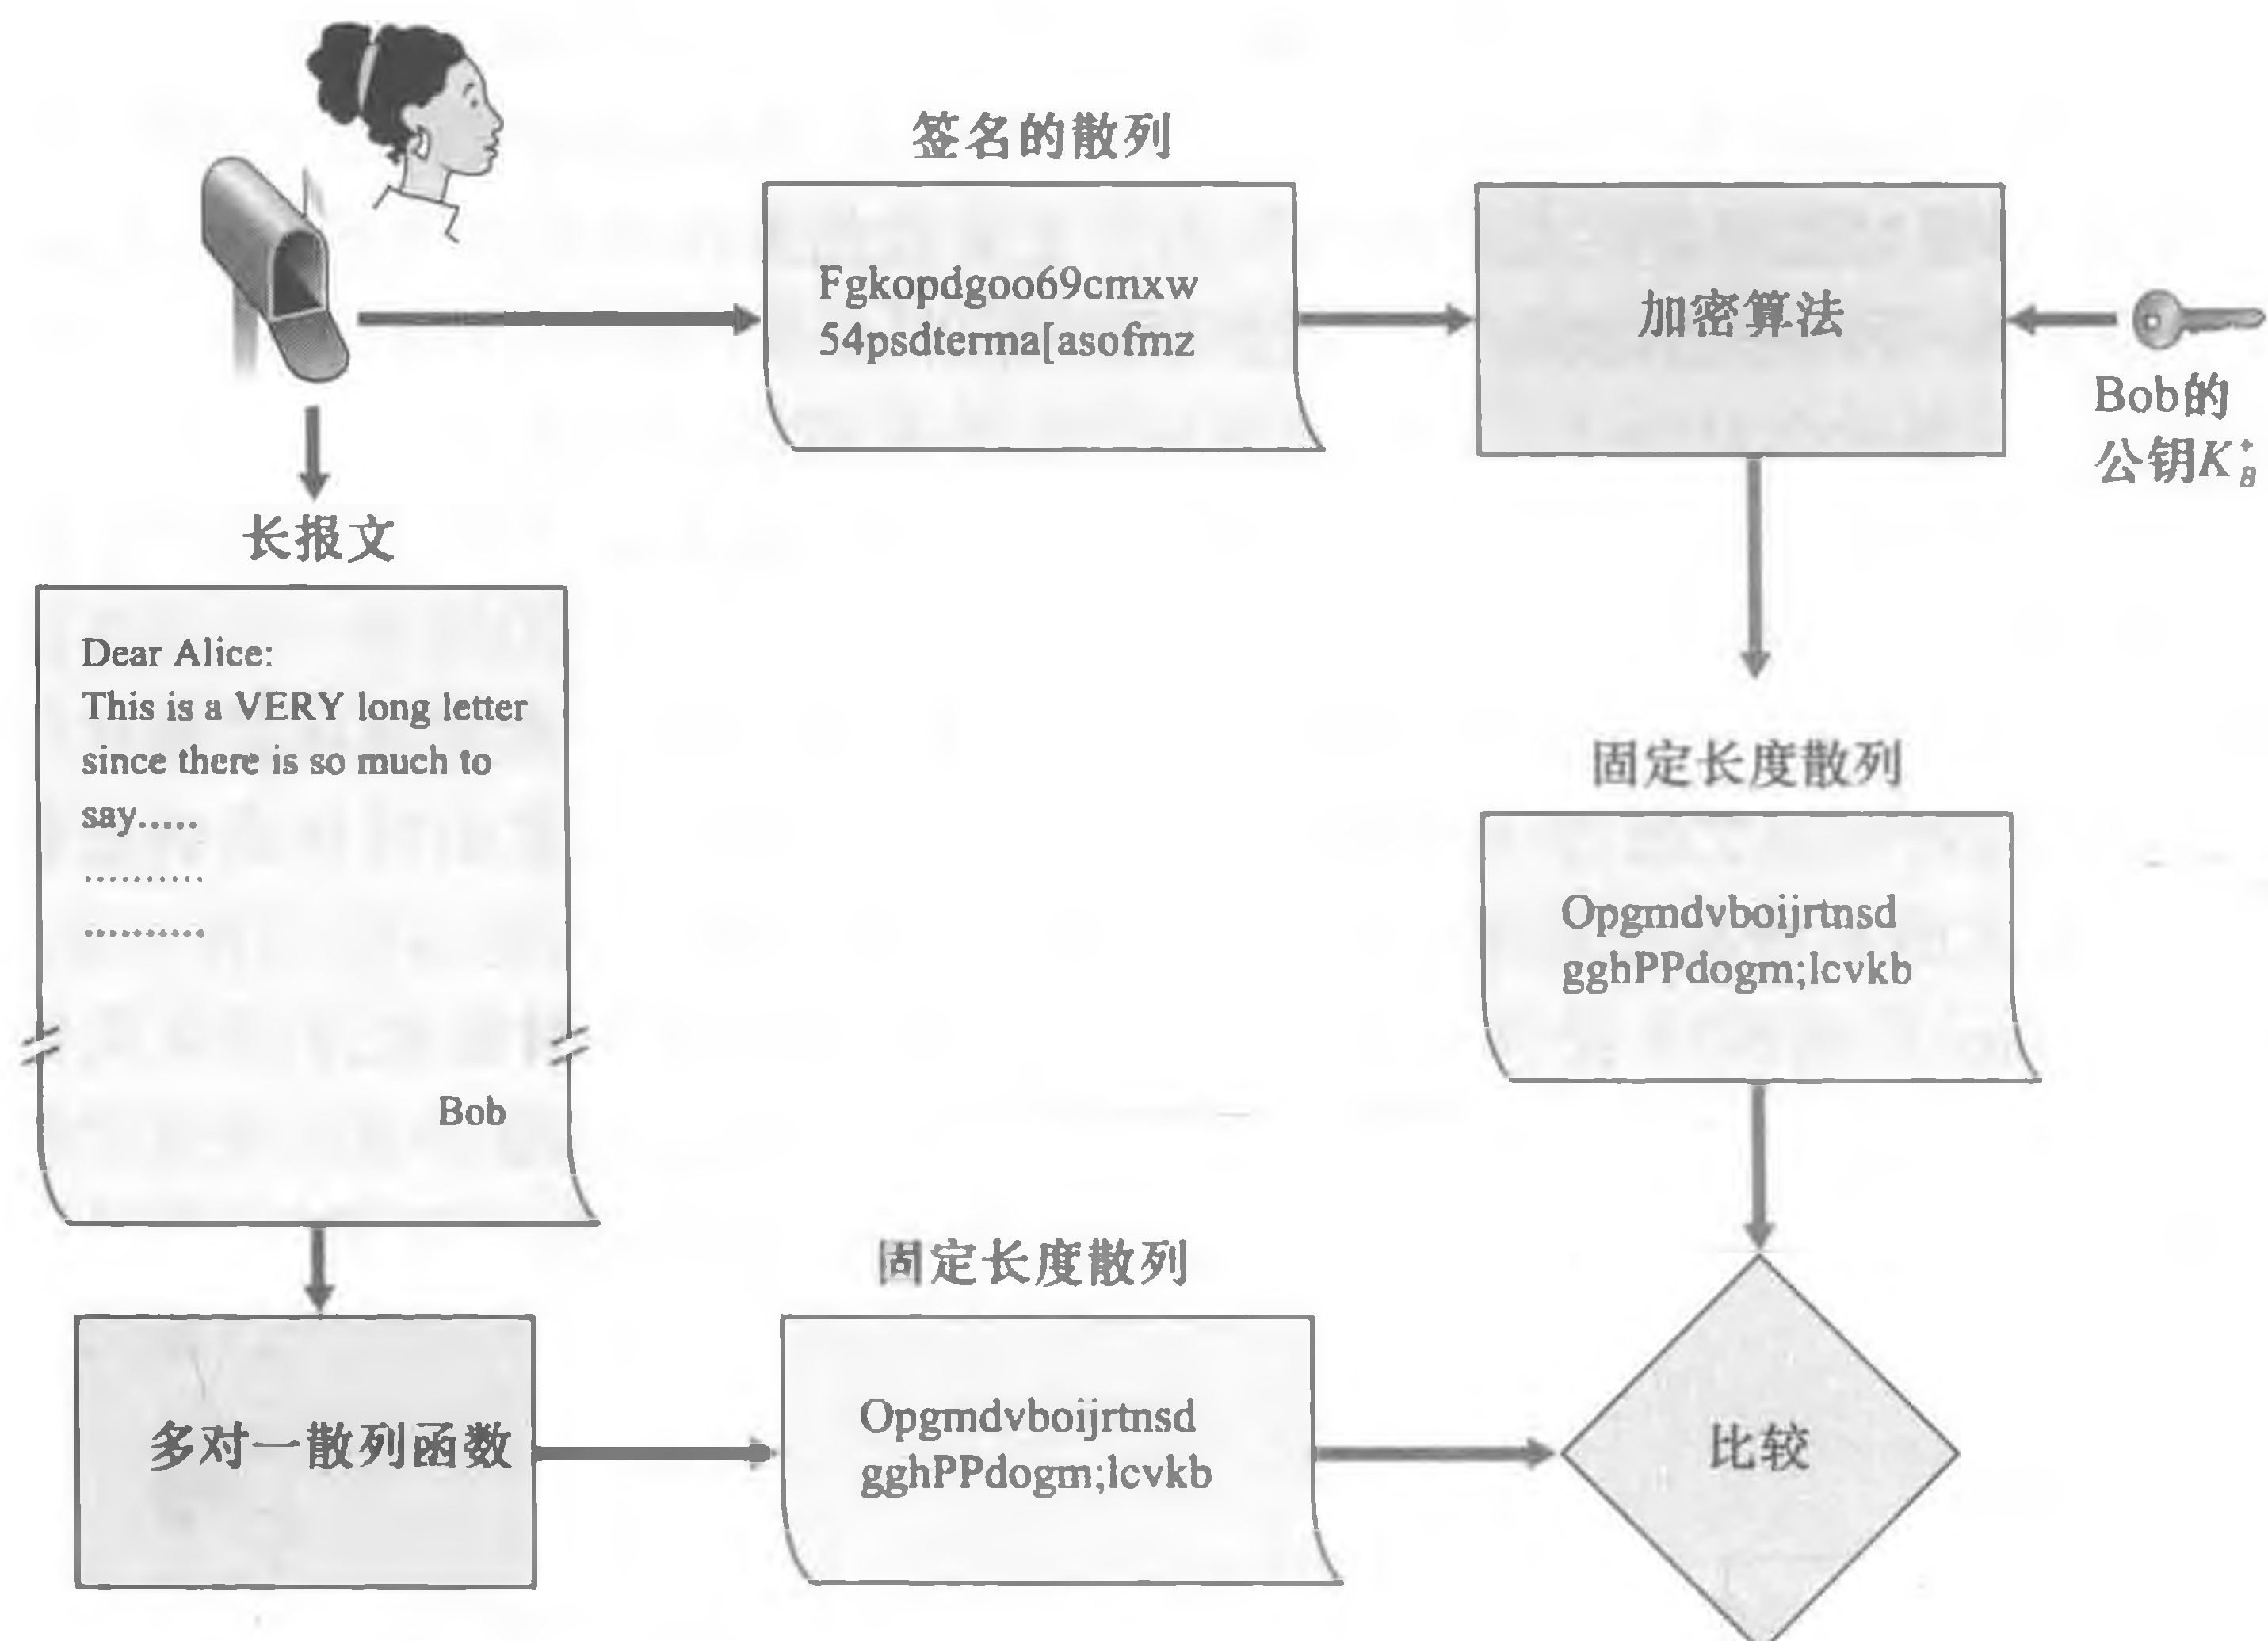 签名的散列
Fgkopdgoo69cmxw
54psdterma[asofmz
加密算法
Bob的
公钥K_B^+
长报文
Dear Alice:
This is a VERY long letter
since there is so much to
say.....
..........
..........
Bob
固定长度散列
Opgmdvboijrtnsd
gghPPdogm;lcvkb
多对一散列函数
固定长度散列
Opgmdvboijrtnsd
gghPPdogm;lcvkb
比较